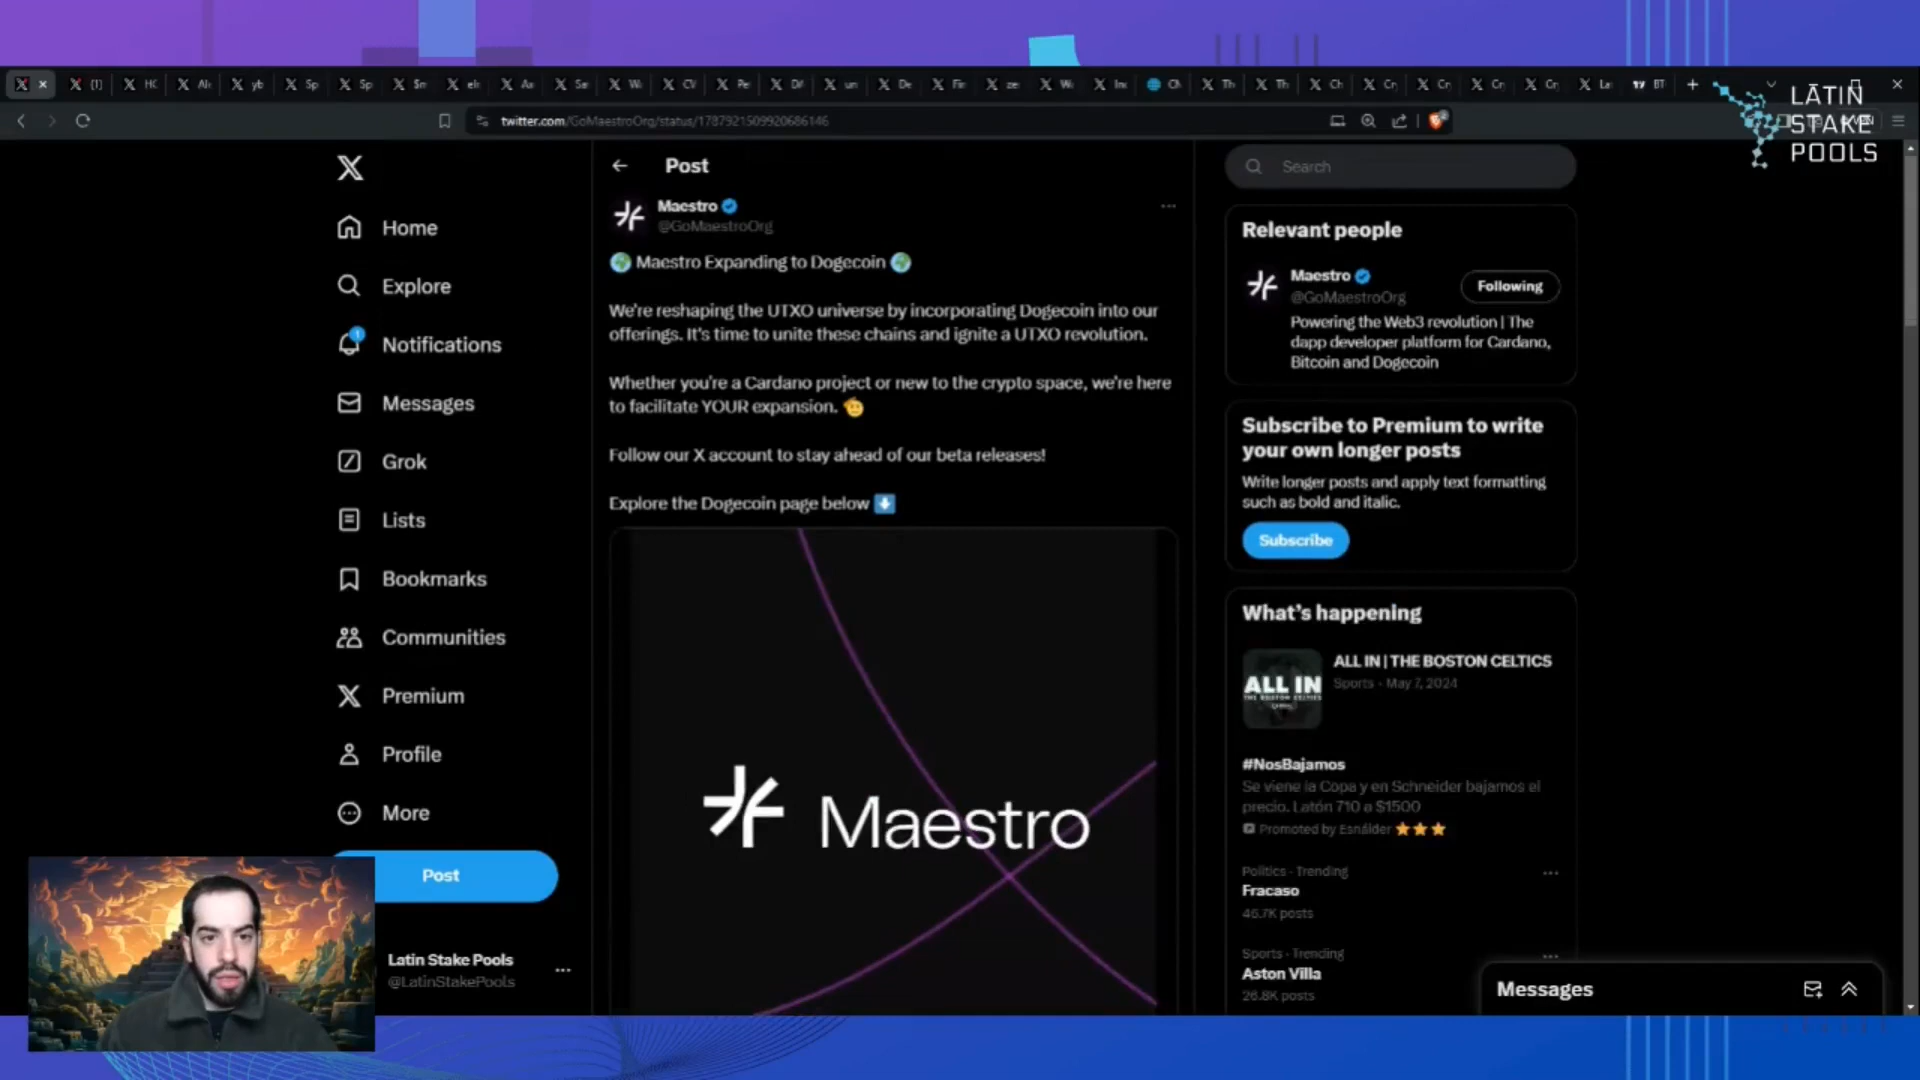 LATIN
STAKE
POOLS
twitter.com/GoMaestroOrg/status/1787921509920686146
Home
Explore
Notifications
Messages
Grok
Lists
Bookmarks
Communities
Premium
Profile
More
Post
Latin Stake Pools
@LatinStakePools
Post
Maestro
@GoMaestroOrg
Maestro Expanding to Dogecoin
We're reshaping the UTXO universe by incorporating Dogecoin into our
offerings. It's time to unite these chains and ignite a UTXO revolution.
Whether you're a Cardano project or new to the crypto space, we're here
to facilitate YOUR expansion.
Follow our X account to stay ahead of our beta releases!
Explore the Dogecoin page below
Maestro
Search
Relevant people
Maestro
@GoMaestroOrg
Following
Powering the Web3 revolution | The
dapp developer platform for Cardano,
Bitcoin and Dogecoin
Subscribe to Premium to write
your own longer posts
Write longer posts and apply text formatting
such as bold and italic.
Subscribe
What's happening
ALL IN
ALL IN | THE BOSTON CELTICS
Sports · May 7, 2024
#NosBajamos
Se viene la Copa y en Schneider bajamos el
precio. Latón 710 a $1500
Promoted by Esnáider
Politics · Trending
Fracaso
46.7K posts
Sports · Trending
Aston Villa
26.8K posts
Messages